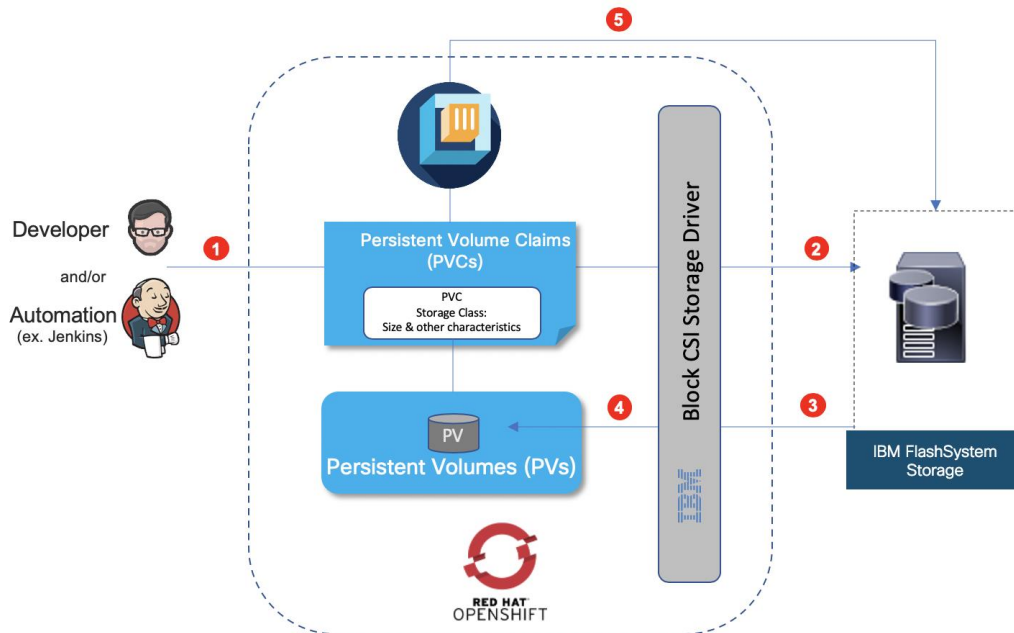 5
Developer
and/or
Automation
(ex. Jenkins)
1
Persistent Volume Claims
(PVCs)
PVC
Storage Class:
Size & other characteristics
2
Block CSI Storage Driver
4
3
PV
Persistent Volumes (PVs)
IBM FlashSystem
Storage
IBM
RED HAT
OPENSHIFT